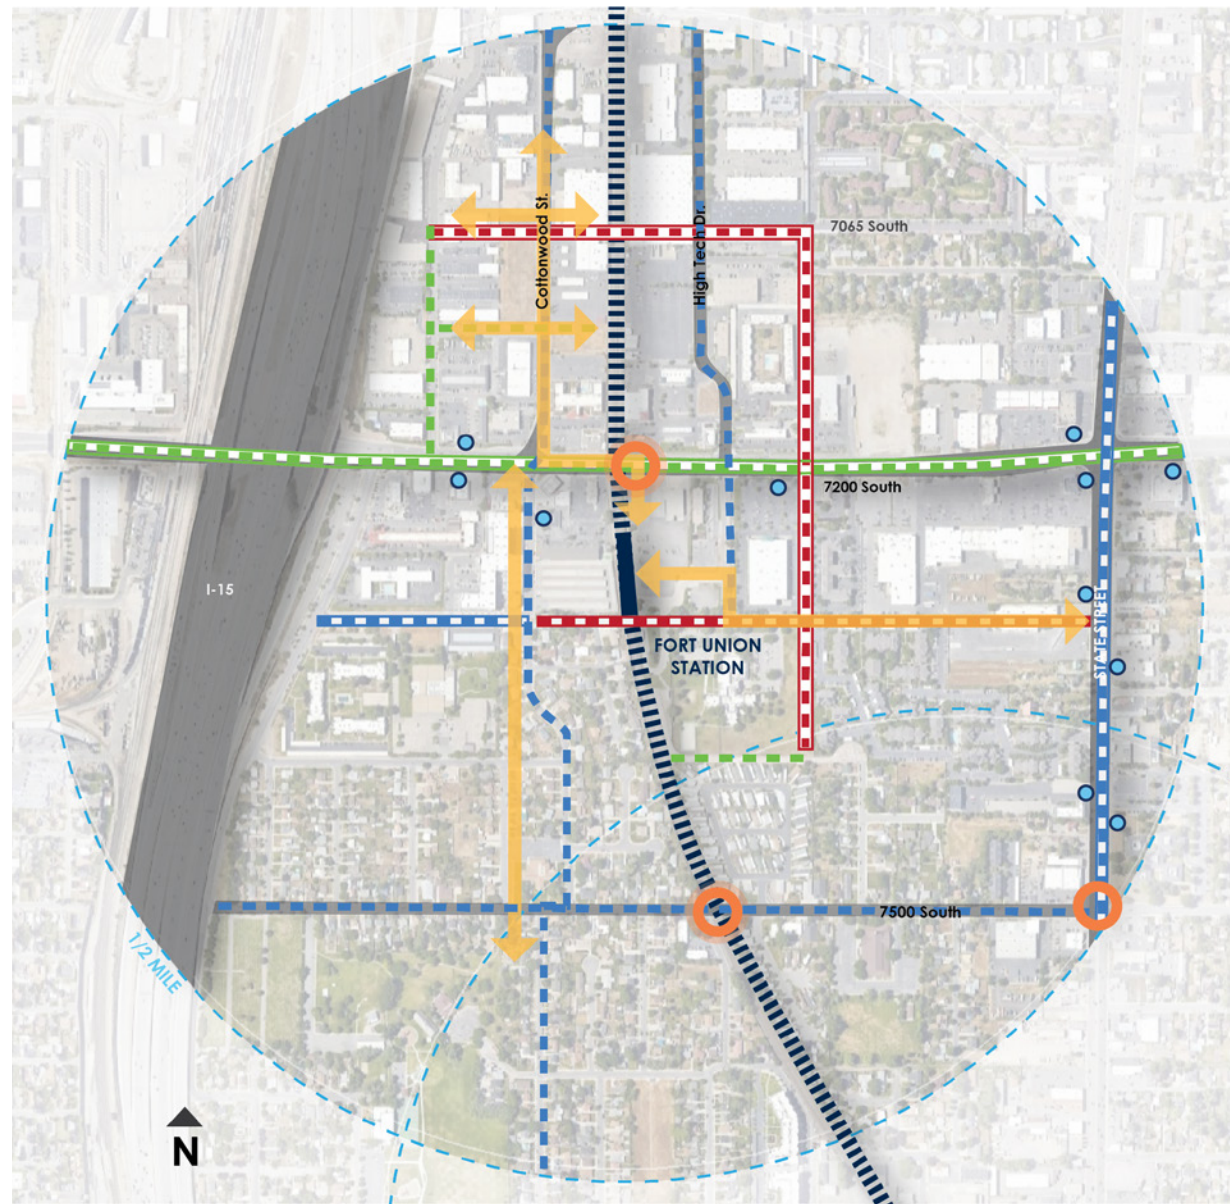 7065 South
Cottonwood St.
High Tech Dr.
7200 South
I-15
STATE STREET
FORT UNION
STATION
7500 South
1/2 MILE
N